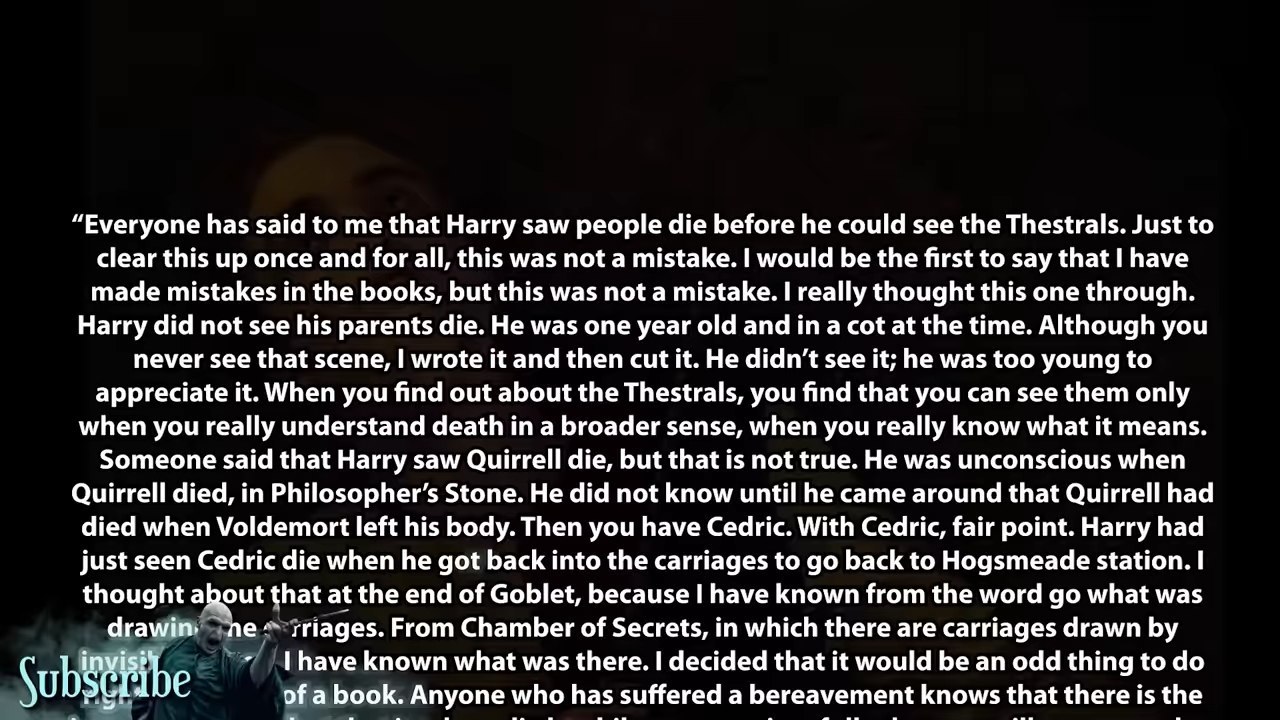 “Everyone has said to me that Harry saw people die before he could see the Thestrals. Just to
clear this up once and for all, this was not a mistake. I would be the first to say that I have
made mistakes in the books, but this was not a mistake. I really thought this one through.
Harry did not see his parents die. He was one year old and in a cot at the time. Although you
never see that scene, I wrote it and then cut it. He didn’t see it; he was too young to
appreciate it. When you find out about the Thestrals, you find that you can see them only
when you really understand death in a broader sense, when you really know what it means.
Someone said that Harry saw Quirrell die, but that is not true. He was unconscious when
Quirrell died, in Philosopher’s Stone. He did not know until he came around that Quirrell had
died when Voldemort left his body. Then you have Cedric. With Cedric, fair point. Harry had
just seen Cedric die when he got back into the carriages to go back to Hogsmeade station. I
thought about that at the end of Goblet, because I have known from the word go what was
drawing the carriages. From Chamber of Secrets, in which there are carriages drawn by
I have known what was there. I decided that it would be an odd thing to do
of a book. Anyone who has suffered a bereavement knows that there is the
Subscribe